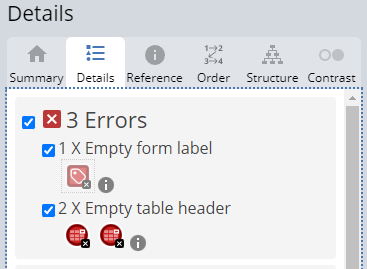 Details
Summary Details Reference Order Structure Contrast
3 Errors
1 X Empty form label
2 X Empty table header